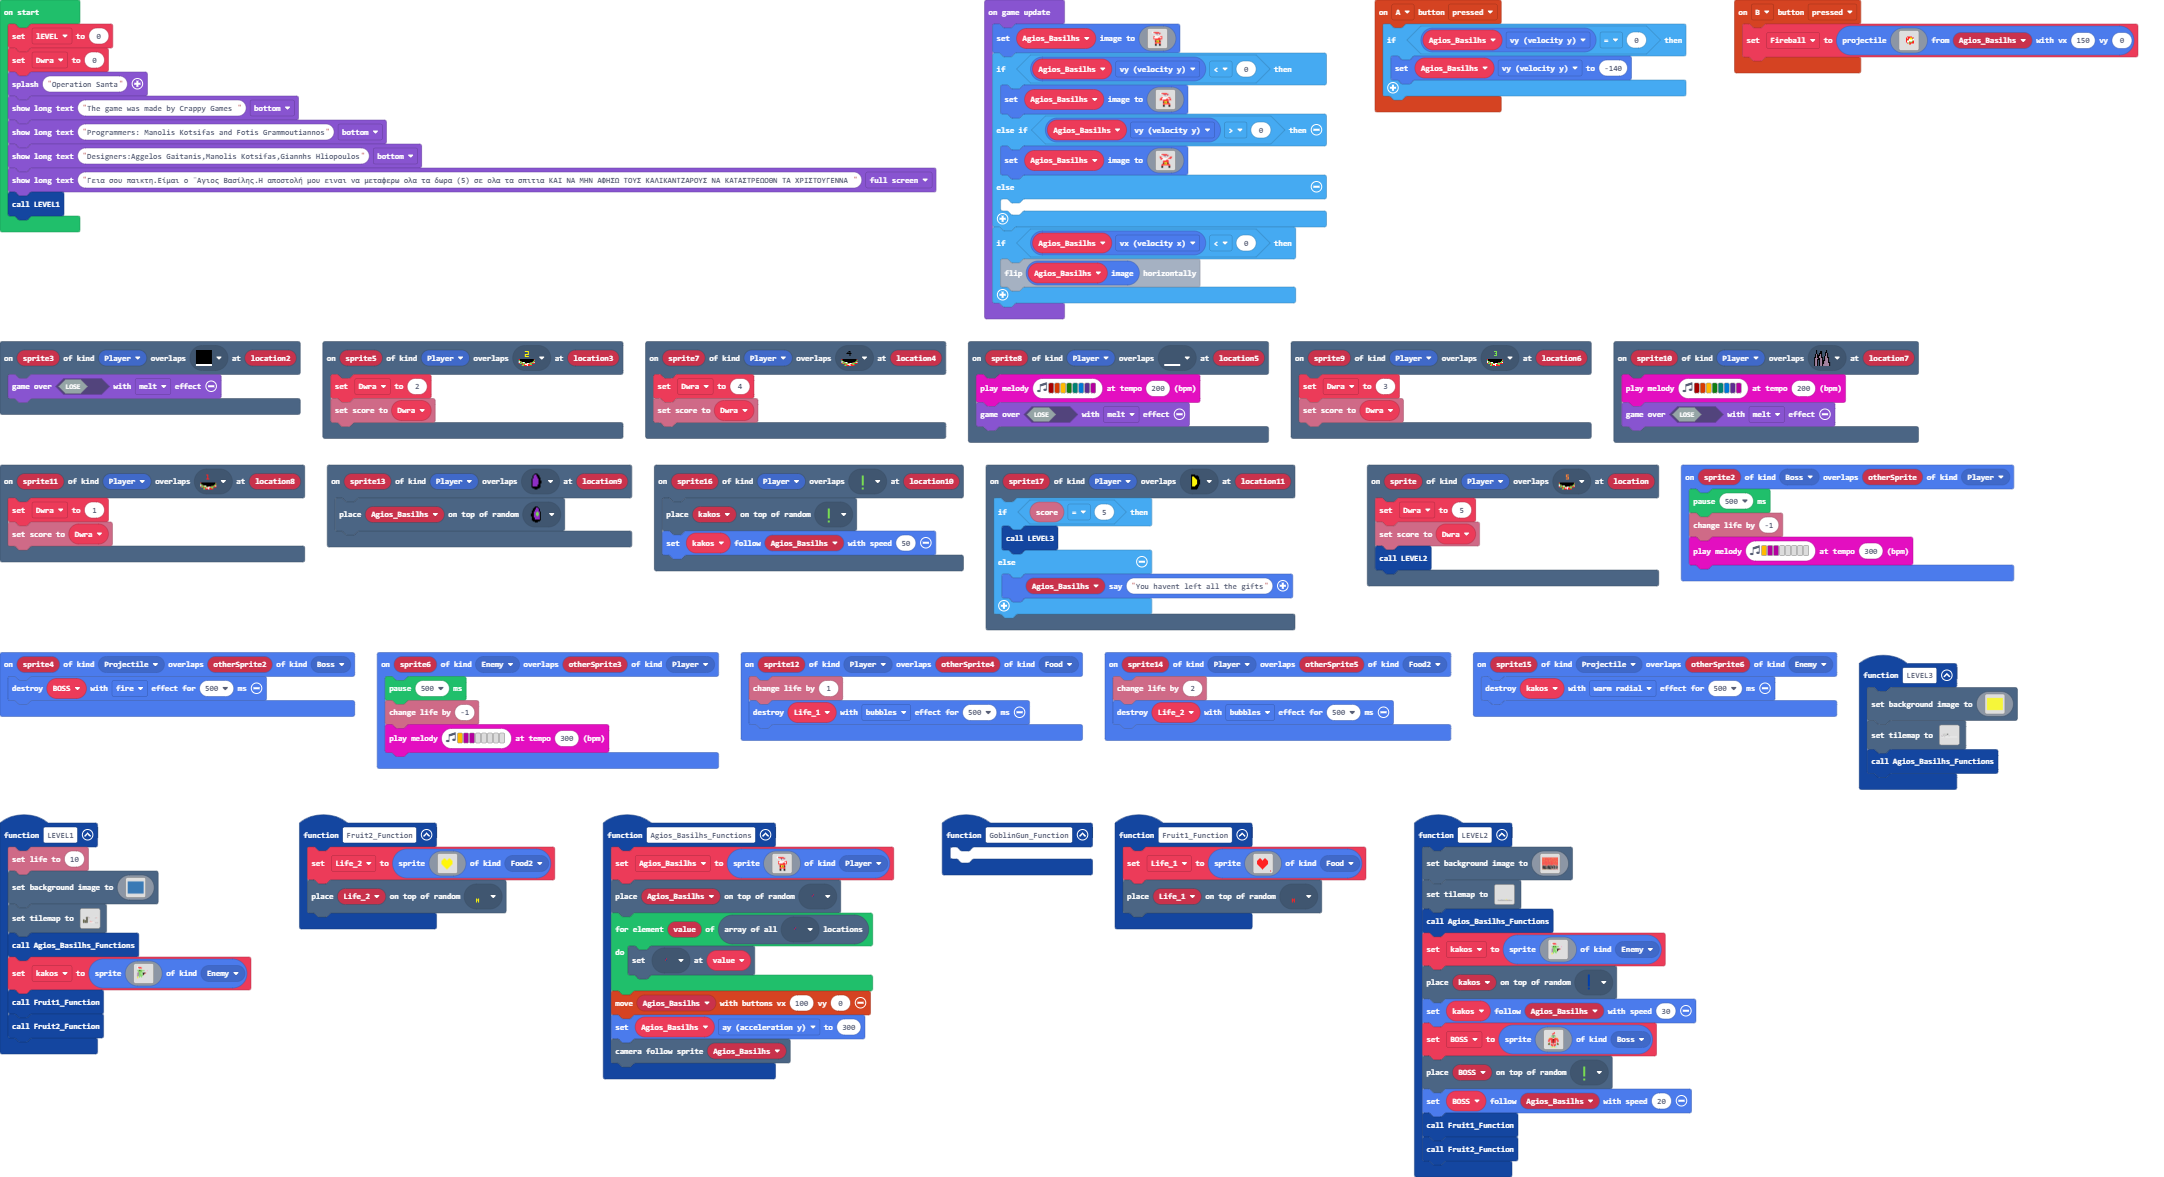 on start
set lEVEL to 0
set Dwra to 0
splash "Operation Santa"
show long text "The game was made by Crappy Games " bottom
show long text "Programmers: Manolis Kotsifas and Fotis Grammoutiannos" bottom
show long text "Designers:Aggelos Gaitanis,Manolis Kotsifas,Giannhs Hliopoulos" bottom
show long text "Γεια σου παικτη.Είμαι ο ΄Αγιος Βασίλης.Η αποστολή μου ειναι να μεταφερω ολα τα δωρα (5) σε ολα τα σπιτια ΚΑΙ ΝΑ ΜΗΝ ΑΦΗΣΩ ΤΟΥΣ ΚΑΛΙΚΑΝΤΖΑΡΟΥΣ ΝΑ ΚΑΤΑΣΤΡΕΩΟΘΝ ΤΑ ΧΡΙΣΤΟΥΓΕΝΝΑ " full screen
call LEVEL1
on game update
set Agios_Basilhs image to
if Agios_Basilhs vy (velocity y) < 0 then
set Agios_Basilhs image to
else if Agios_Basilhs vy (velocity y) > 0 then
set Agios_Basilhs image to
else
if Agios_Basilhs vx (velocity x) < 0 then
flip Agios_Basilhs image horizontally
on A button pressed
if Agios_Basilhs vy (velocity y) = 0 then
set Agios_Basilhs vy (velocity y) to -140
on B button pressed
set Fireball to projectile from Agios_Basilhs with vx 150 vy 0
on sprite3 of kind Player overlaps at location2
game over LOSE with melt effect
on sprite5 of kind Player overlaps 2 at location3
set Dwra to 2
set score to Dwra
on sprite7 of kind Player overlaps 4 at location4
set Dwra to 4
set score to Dwra
on sprite8 of kind Player overlaps at location5
play melody at tempo 200 (bpm)
game over LOSE with melt effect
on sprite9 of kind Player overlaps 3 at location6
set Dwra to 3
set score to Dwra
on sprite10 of kind Player overlaps at location7
play melody at tempo 200 (bpm)
game over LOSE with melt effect
on sprite11 of kind Player overlaps at location8
set Dwra to 1
set score to Dwra
on sprite13 of kind Player overlaps at location9
place Agios_Basilhs on top of random
on sprite16 of kind Player overlaps at location10
place kakos on top of random
set kakos follow Agios_Basilhs with speed 50
on sprite17 of kind Player overlaps at location11
if score = 5 then
call LEVEL3
else
Agios_Basilhs say "You havent left all the gifts"
on sprite of kind Player overlaps at location
set Dwra to 5
set score to Dwra
call LEVEL2
on sprite2 of kind Boss overlaps otherSprite of kind Player
pause 500 ms
change life by -1
play melody at tempo 300 (bpm)
on sprite4 of kind Projectile overlaps otherSprite2 of kind Boss
destroy BOSS with fire effect for 500 ms
on sprite6 of kind Enemy overlaps otherSprite3 of kind Player
pause 500 ms
change life by -1
play melody at tempo 300 (bpm)
on sprite12 of kind Player overlaps otherSprite4 of kind Food
change life by 1
destroy Life_1 with bubbles effect for 500 ms
on sprite14 of kind Player overlaps otherSprite5 of kind Food2
change life by 2
destroy Life_2 with bubbles effect for 500 ms
on sprite15 of kind Projectile overlaps otherSprite6 of kind Enemy
destroy kakos with warm radial effect for 500 ms
function LEVEL3
set background image to
set tilemap to
call Agios_Basilhs_Functions
function LEVEL1
set life to 10
set background image to
set tilemap to
call Agios_Basilhs_Functions
set kakos to sprite of kind Enemy
call Fruit1_Function
call Fruit2_Function
function Fruit2_Function
set Life_2 to sprite of kind Food2
place Life_2 on top of random
function Agios_Basilhs_Functions
set Agios_Basilhs to sprite of kind Player
place Agios_Basilhs on top of random
for element value of array of all locations
do set at value
move Agios_Basilhs with buttons vx 100 vy 0
set Agios_Basilhs ay (acceleration y) to 300
camera follow sprite Agios_Basilhs
function GoblinGun_Function
function Fruit1_Function
set Life_1 to sprite of kind Food
place Life_1 on top of random
function LEVEL2
set background image to
set tilemap to
call Agios_Basilhs_Functions
set kakos to sprite of kind Enemy
place kakos on top of random
set kakos follow Agios_Basilhs with speed 30
set BOSS to sprite of kind Boss
place BOSS on top of random
set BOSS follow Agios_Basilhs with speed 20
call Fruit1_Function
call Fruit2_Function